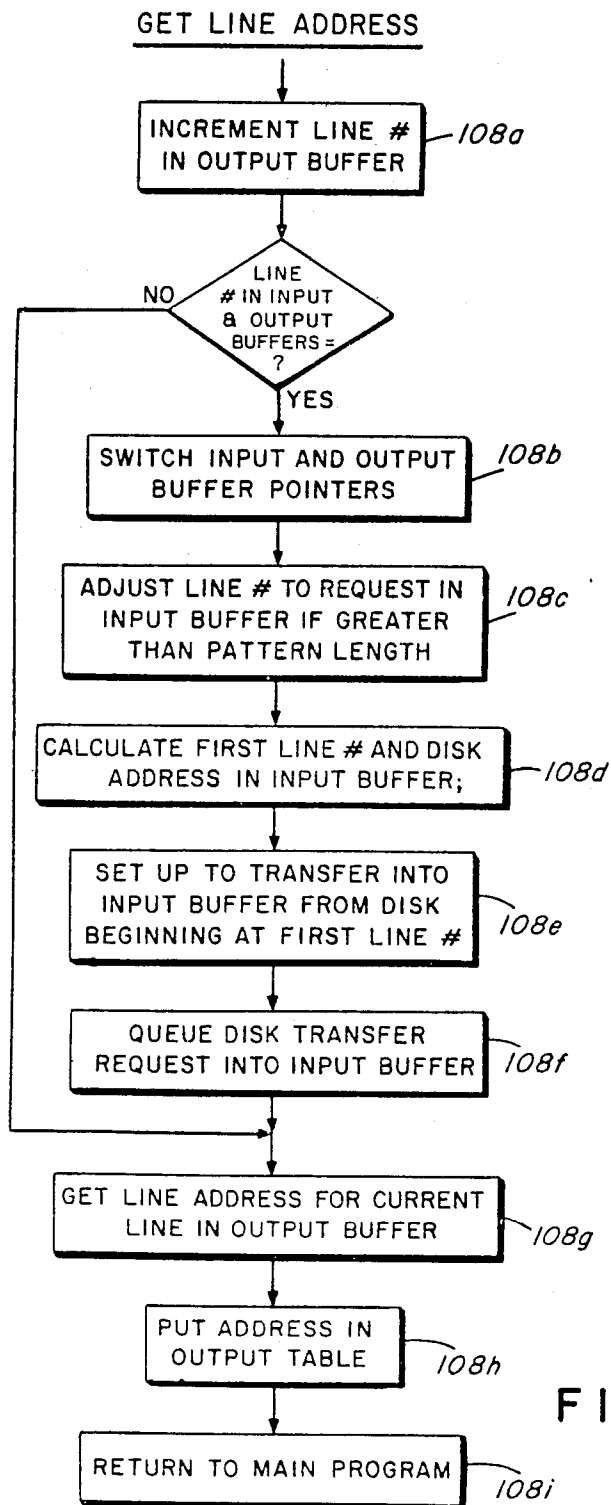 GET LINE ADDRESS
INCREMENT LINE #
IN OUTPUT BUFFER
108a
LINE
# IN INPUT
& OUTPUT
BUFFERS =
?
NO
YES
SWITCH INPUT AND OUTPUT
BUFFER POINTERS
108b
ADJUST LINE # TO REQUEST IN
INPUT BUFFER IF GREATER
THAN PATTERN LENGTH
108c
CALCULATE FIRST LINE # AND DISK
ADDRESS IN INPUT BUFFER;
108d
SET UP TO TRANSFER INTO
INPUT BUFFER FROM DISK
BEGINNING AT FIRST LINE #
108e
QUEUE DISK TRANSFER
REQUEST INTO INPUT BUFFER
108f
GET LINE ADDRESS FOR CURRENT
LINE IN OUTPUT BUFFER
108g
PUT ADDRESS IN
OUTPUT TABLE
108h
FI
RETURN TO MAIN PROGRAM
108i